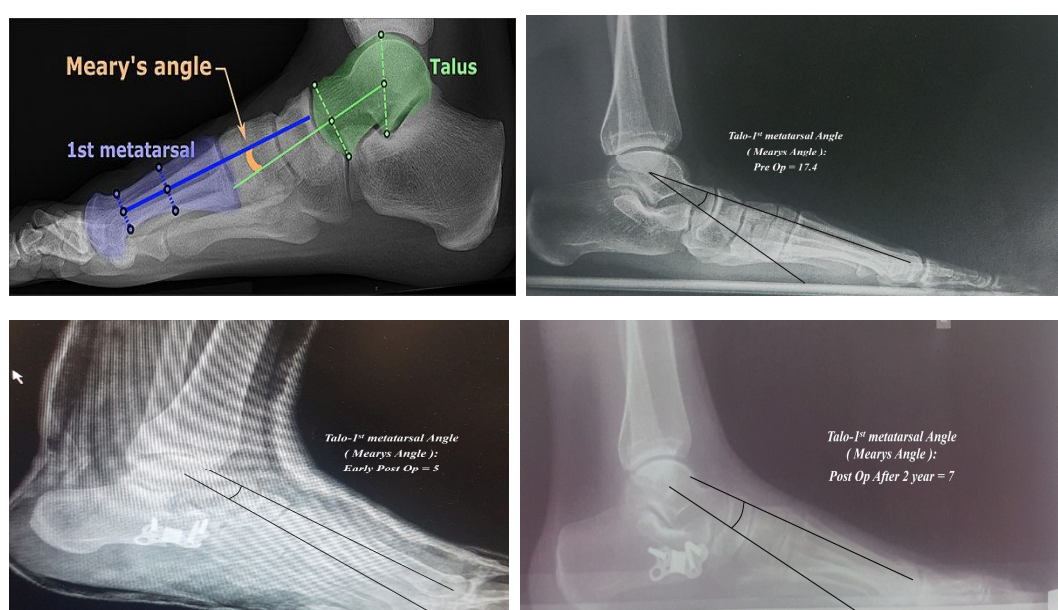 Meary's angle
Talus
1st metatarsal
Talo-1st metatarsal Angle
( Mearys Angle ):
Pre Op = 17.4
Talo-1st metatarsal Angle
( Mearys Angle ):
Early Post Op = 5
Talo-1st metatarsal Angle
( Mearys Angle ):
Post Op After 2 year = 7